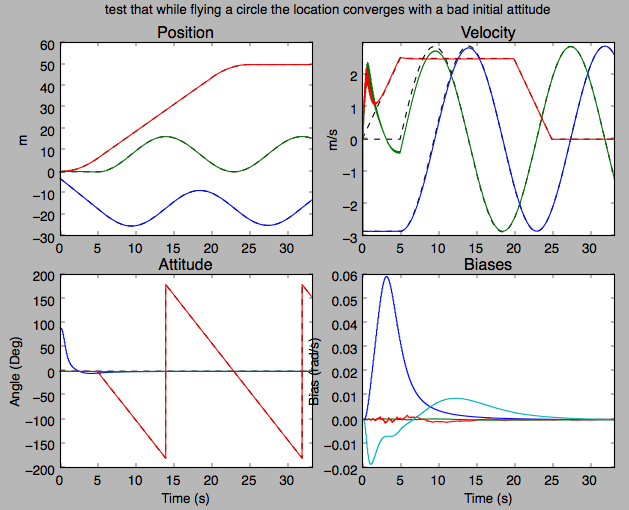 test that while flying a circle the location converges with a bad initial attitude
Position
Velocity
m
60
50
40
30
20
10
0
−10
−20
−30
0 5 10 15 20 25 30
m/s
2
1
0
−1
−2
−3
0 5 10 15 20 25 30
Attitude
Biases
Angle (Deg)
200
150
100
50
0
−50
−100
−150
−200
0 5 10 15 20 25 30
Time (s)
Bias (rad/s)
0.06
0.05
0.04
0.03
0.02
0.01
0.00
−0.01
−0.02
0 5 10 15 20 25 30
Time (s)